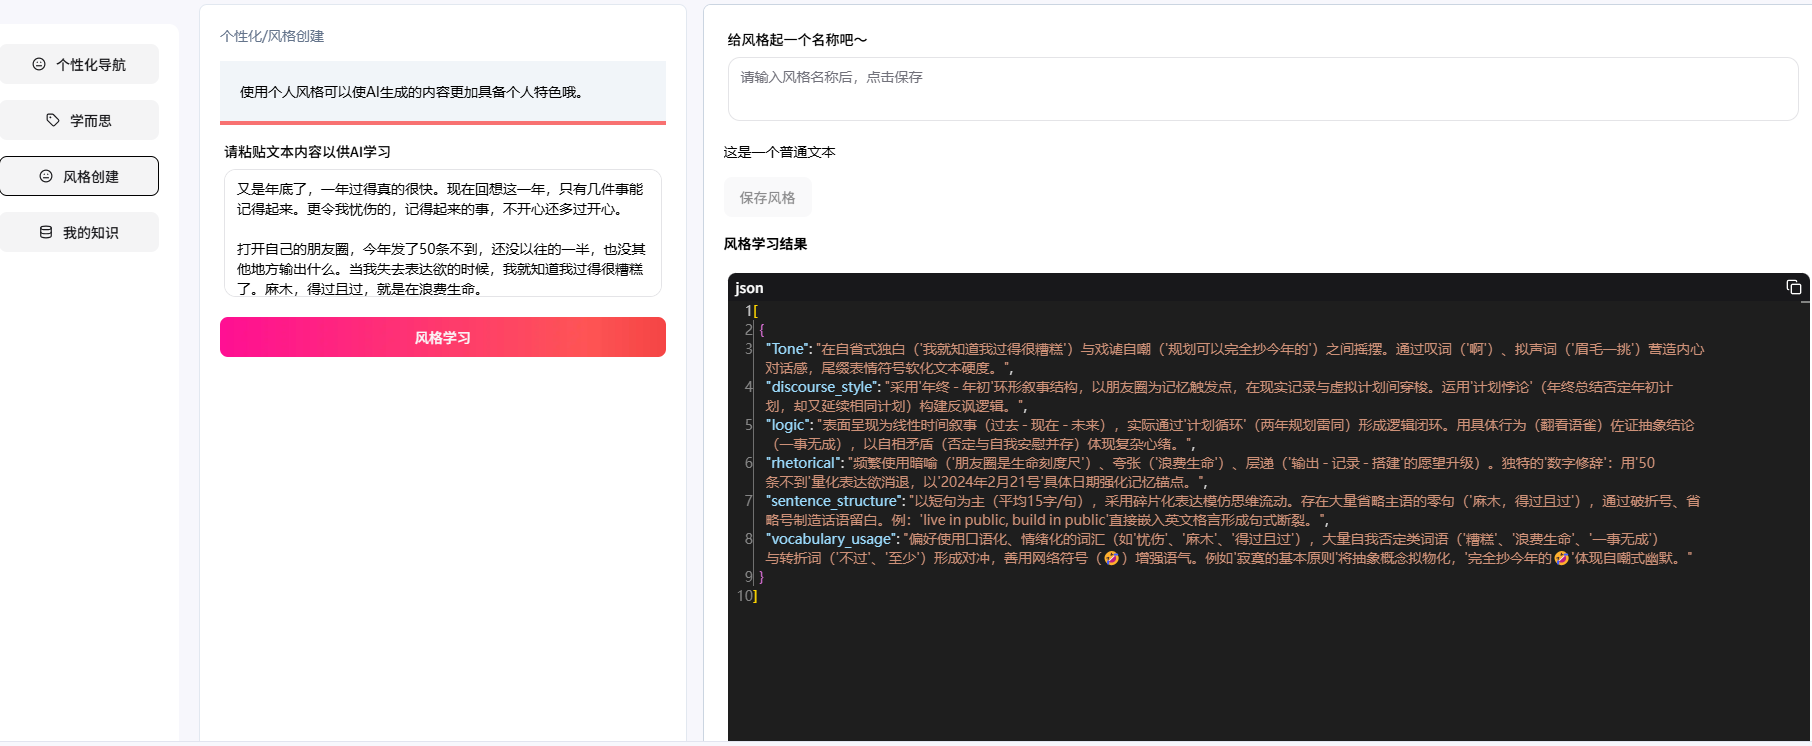 个性化导航
学而思
风格创建
我的知识
个性化/风格创建
使用个人风格可以使AI生成的内容更加具备个人特色哦。
请粘贴文本内容以供AI学习
又是年底了，一年过得真的很快。现在回想这一年，只有几件事能
记得起来。更令我忧伤的，记得起来的事，不开心还多过开心。
打开自己的朋友圈，今年发了50条不到，还没以往的一半，也没其
他地方输出什么。当我失去表达欲的时候，我就知道我过得很糟糕
了。麻木，得过且过，就是在浪费生命。
风格学习
给风格起一个名称吧～
请输入风格名称后，点击保存
这是一个普通文本
保存风格
风格学习结果
json
1[
2 {
3 "Tone": "在自省式独白（'我就知道我过得很糟糕'）与戏谑自嘲（'规划可以完全抄今年的'）之间摇摆。通过叹词（'啊'）、拟声词（'眉毛一挑'）营造内心
对话感，尾缀表情符号软化文本硬度。",
4 "discourse_style": "采用'年终 - 年初'环形叙事结构，以朋友圈为记忆触发点，在现实记录与虚拟计划间穿梭。运用'计划悖论'（年终总结否定年初计
划，却又延续相同计划）构建反讽逻辑。",
5 "logic": "表面呈现为线性时间叙事（过去 - 现在 - 未来），实际通过'计划循环'（两年规划雷同）形成逻辑闭环。用具体行为（翻看语雀）佐证抽象结论
（一事无成），以自相矛盾（否定与自我安慰并存）体现复杂心绪。",
6 "rhetorical": "频繁使用暗喻（'朋友圈是生命刻度尺'）、夸张（'浪费生命'）、层递（'输出 - 记录 - 搭建'的愿望升级）。独特的'数字修辞'：用'50
条不到'量化表达欲消退，以'2024年2月21号'具体日期强化记忆锚点。",
7 "sentence_structure": "以短句为主（平均15字/句），采用碎片化表达模仿思维流动。存在大量省略主语的零句（'麻木，得过且过'），通过破折号、省
略号制造话语留白。例：'live in public, build in public'直接嵌入英文格言形成句式断裂。",
8 "vocabulary_usage": "偏好使用口语化、情绪化的词汇（如'忧伤'、'麻木'、'得过且过'），大量自我否定类词语（'糟糕'、'浪费生命'、'一事无成'）
与转折词（'不过'、'至少'）形成对冲，善用网络符号（🤣）增强语气。例如'寂寞的基本原则'将抽象概念拟物化，'完全抄今年的🤣'体现自嘲式幽默。"
9 }
10]